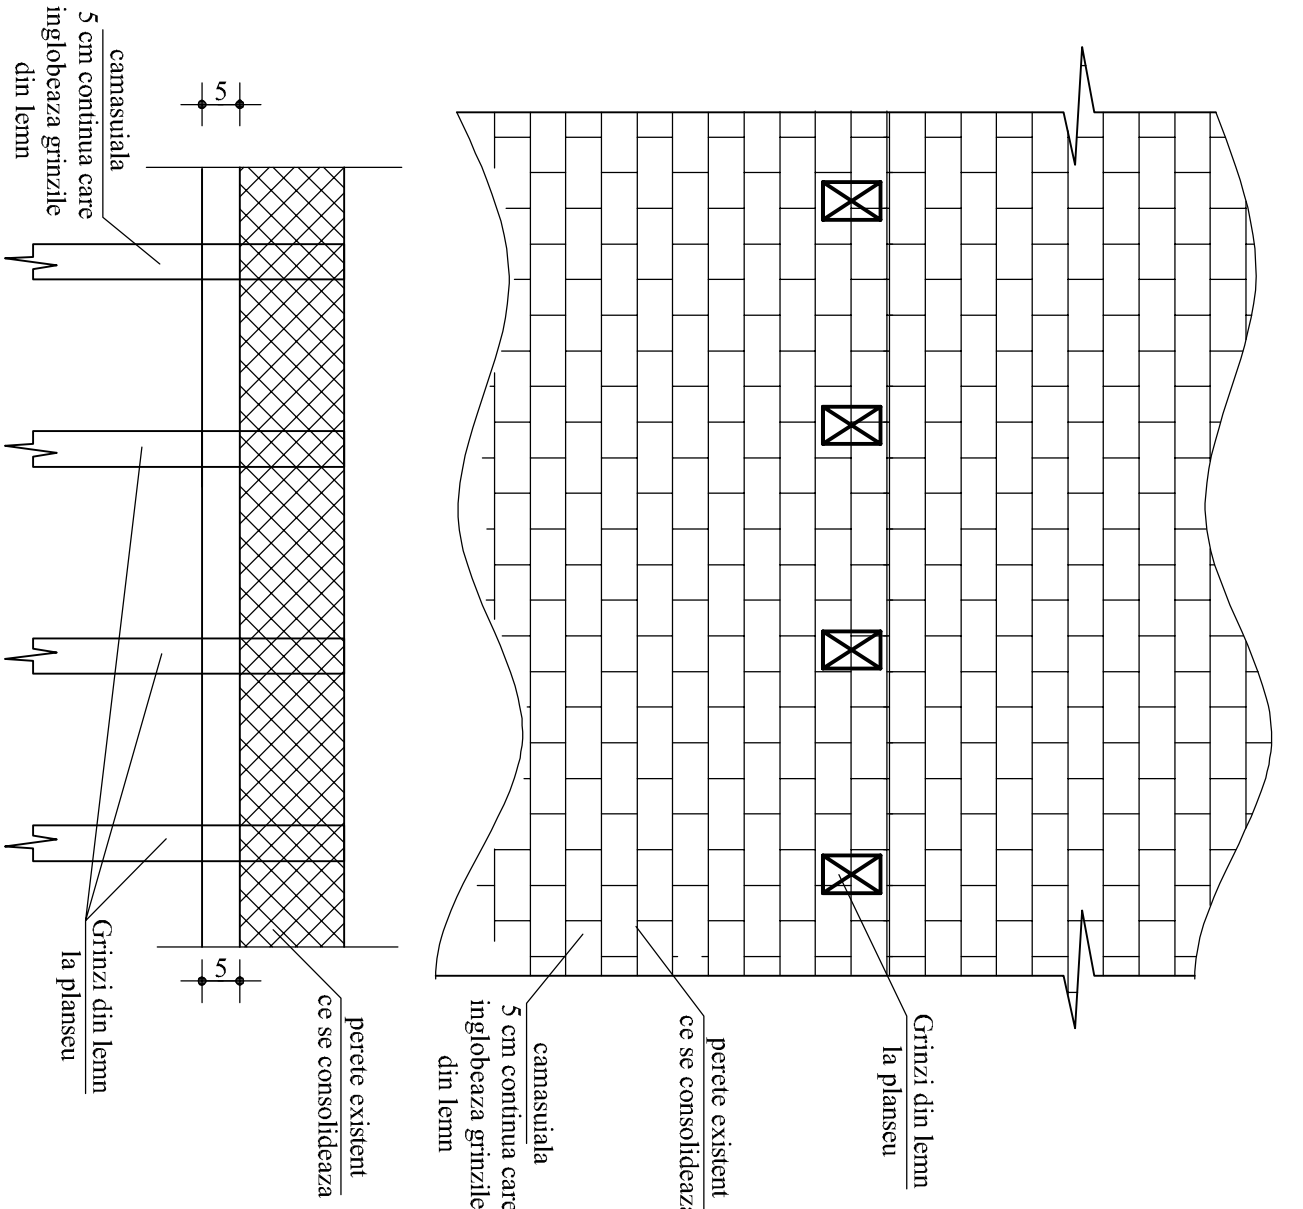 Grinzi din lemn
la planseu
perete existent
ce se consolideaza
camasuiala
5 cm continua care
inglobeaza grinzile
din lemn
5
5
perete existent
ce se consolideaza
camasuiala
5 cm continua care
inglobeaza grinzile
din lemn
Grinzi din lemn
la planseu